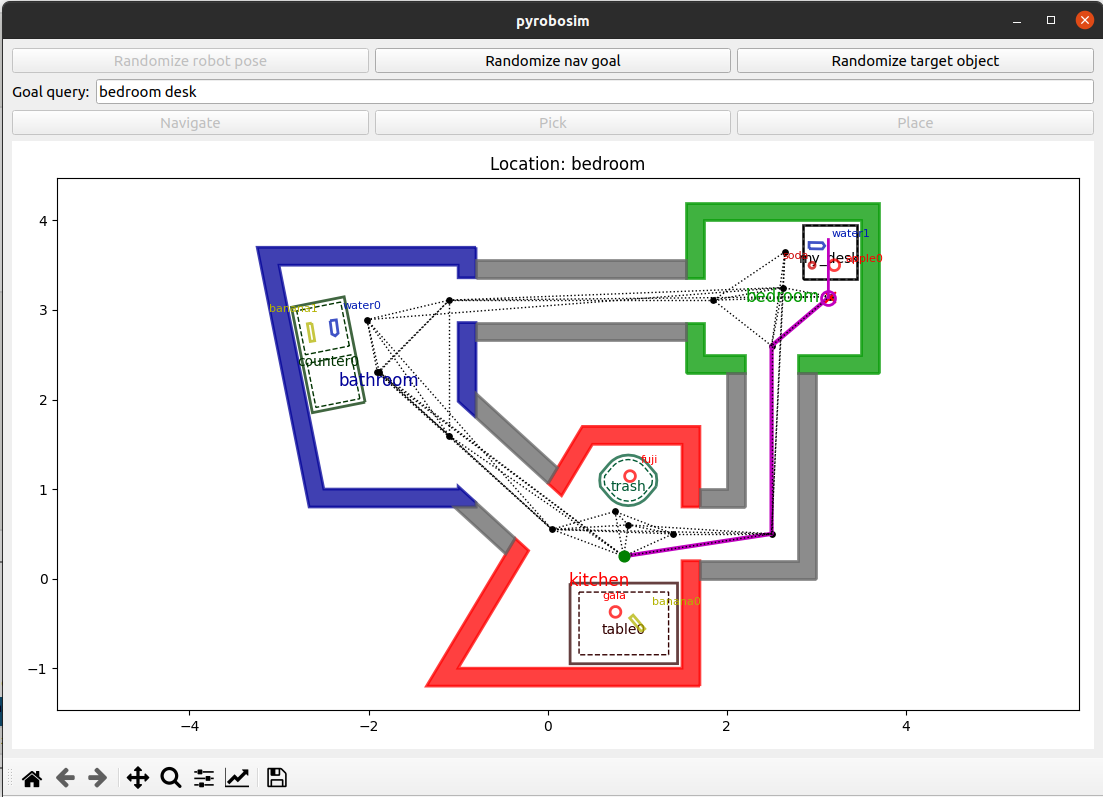 pyrobosim
Randomize robot pose
Randomize nav goal
Randomize target object
Goal query:
bedroom desk
Navigate
Pick
Place
Location: bedroom
4
3
2
1
0
−1
−4
−2
0
2
4
water1
soda
my_desk
apple0
bedroom
banana1
water0
counter0
bathroom
fuji
trash
kitchen
gala
banana0
table0